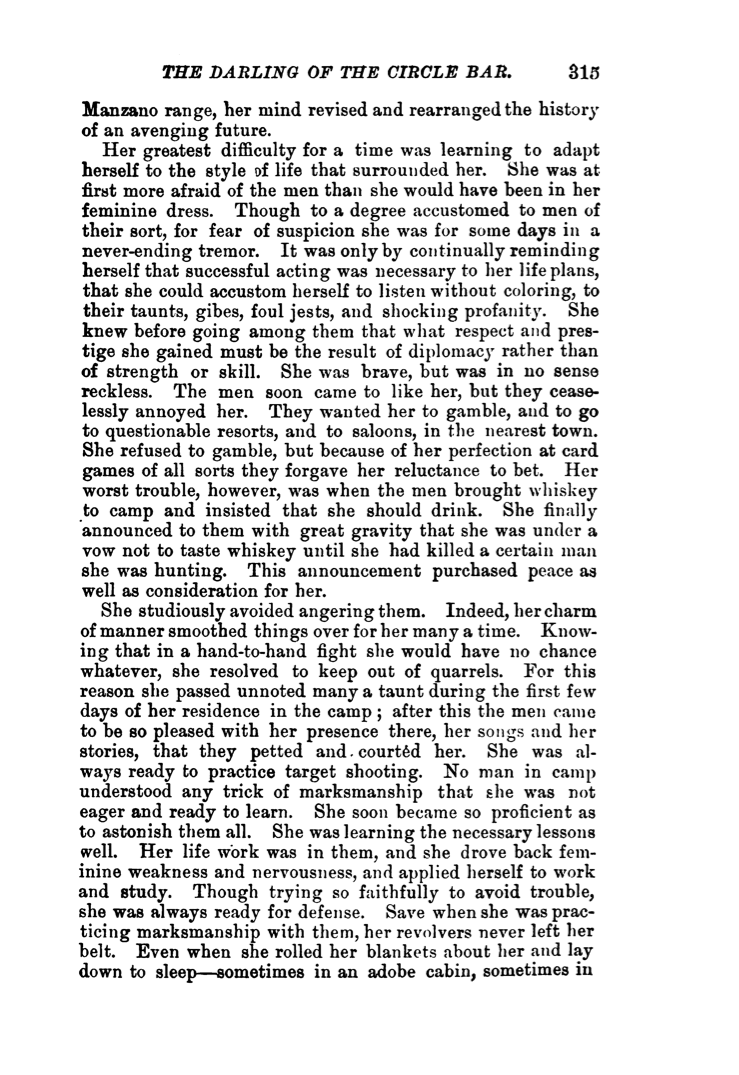 THE DARLING OF THE CIRCLE BAR. 315
Manzano range, her mind revised and rearranged the history
of an avenging future.
Her greatest difficulty for a time was learning to adapt
herself to the style of life that surrounded her. She was at
first more afraid of the men than she would have been in her
feminine dress. Though to a degree accustomed to men of
their sort, for fear of suspicion she was for some days in a
never-ending tremor. It was only by continually reminding
herself that successful acting was necessary to her life plans,
that she could accustom herself to listen without coloring, to
their taunts, gibes, foul jests, and shocking profanity. She
knew before going among them that what respect and pres-
tige she gained must be the result of diplomacy rather than
of strength or skill. She was brave, but was in no sense
reckless. The men soon came to like her, but they cease-
lessly annoyed her. They wanted her to gamble, and to go
to questionable resorts, and to saloons, in the nearest town.
She refused to gamble, but because of her perfection at card
games of all sorts they forgave her reluctance to bet. Her
worst trouble, however, was when the men brought whiskey
to camp and insisted that she should drink. She finally
announced to them with great gravity that she was under a
vow not to taste whiskey until she had killed a certain man
she was hunting. This announcement purchased peace as
well as consideration for her.
She studiously avoided angering them. Indeed, her charm
of manner smoothed things over for her many a time. Know-
ing that in a hand-to-hand fight she would have no chance
whatever, she resolved to keep out of quarrels. For this
reason she passed unnoted many a taunt during the first few
days of her residence in the camp; after this the men came
to be so pleased with her presence there, her songs and her
stories, that they petted and courted her. She was al-
ways ready to practice target shooting. No man in camp
understood any trick of marksmanship that she was not
eager and ready to learn. She soon became so proficient as
to astonish them all. She was learning the necessary lessons
well. Her life work was in them, and she drove back fem-
inine weakness and nervousness, and applied herself to work
and study. Though trying so faithfully to avoid trouble,
she was always ready for defense. Save when she was prac-
ticing marksmanship with them, her revolvers never left her
belt. Even when she rolled her blankets about her and lay
down to sleep—sometimes in an adobe cabin, sometimes in